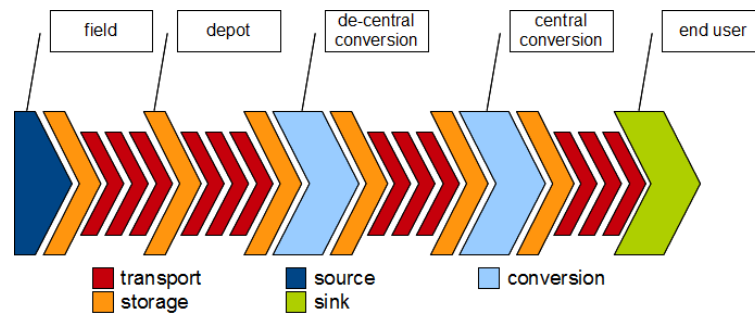 field
depot
de-central
conversion
central
conversion
end user
transport
source
conversion
storage
sink